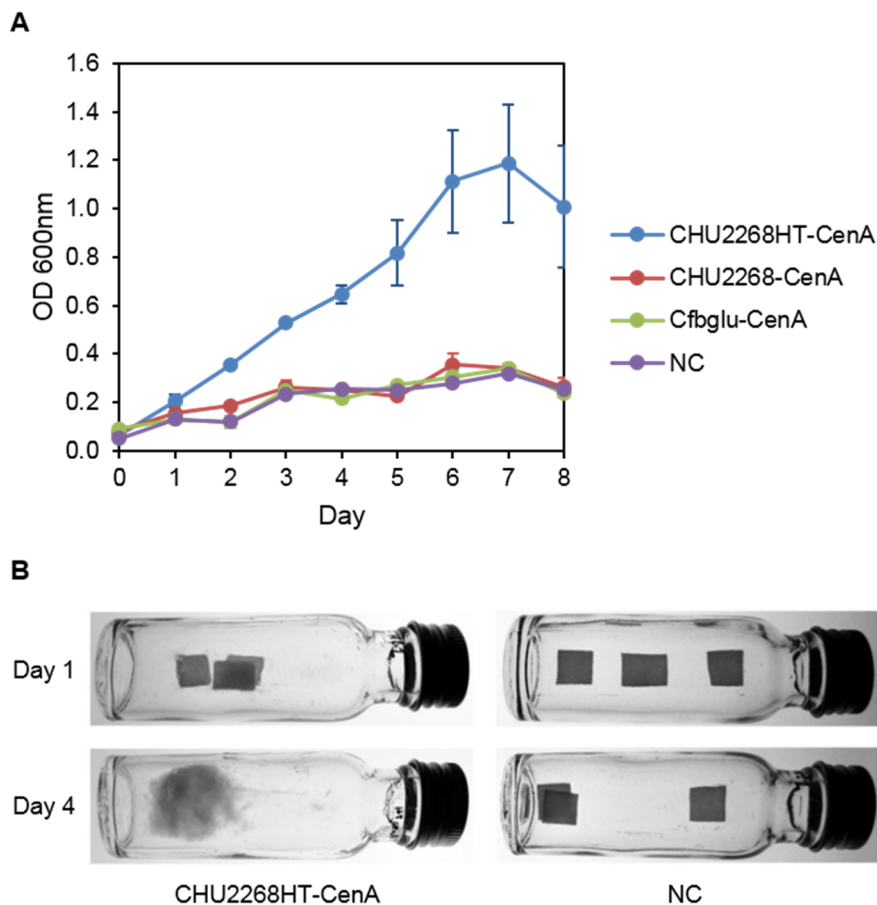 A
1.6
1.4
1.2
1.0
0.8
0.6
0.4
0.2
0.0
OD 600nm
0 1 2 3 4 5 6 7 8
Day
CHU2268HT-CenA
CHU2268-CenA
Cfbglu-CenA
NC
B
Day 1
Day 4
CHU2268HT-CenA NC